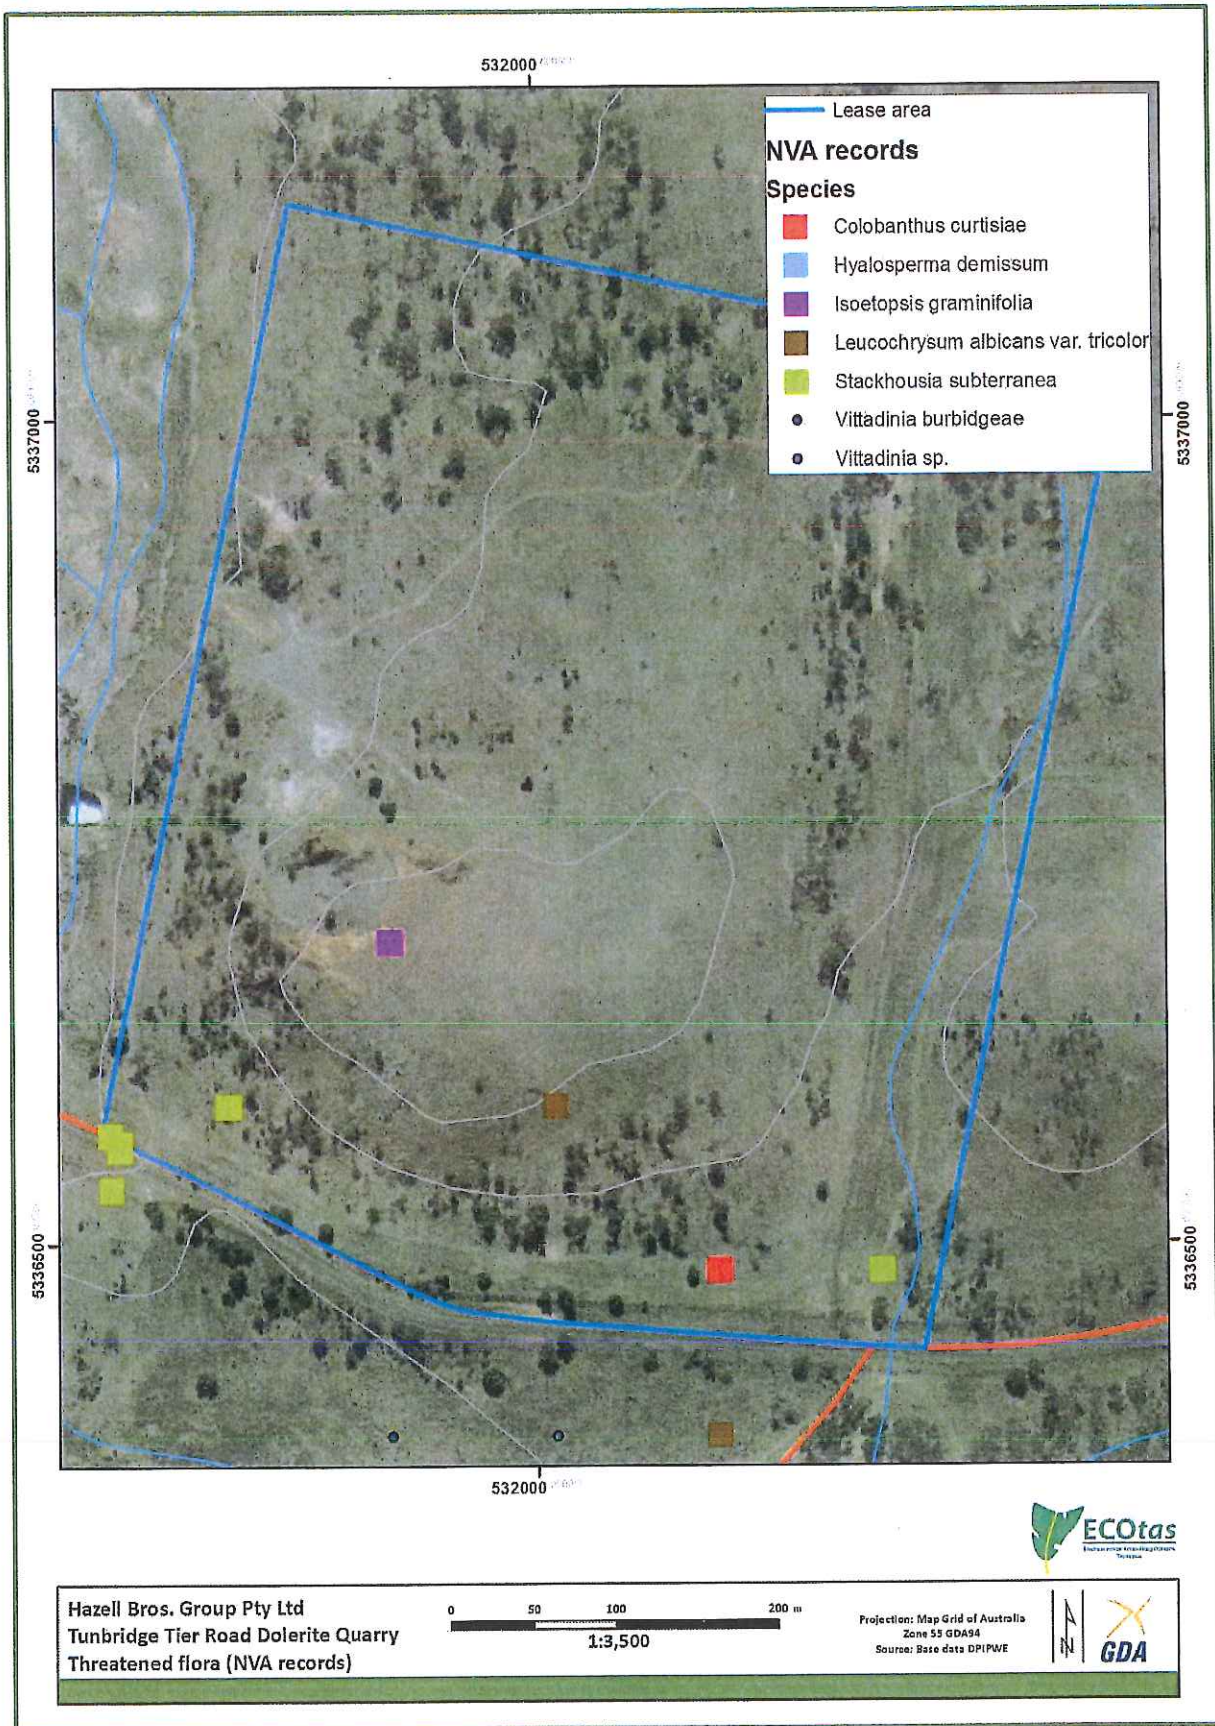 532000
Lease area
NVA records
Species
Colobanthus curtisiae
Hyalosperma demissum
Isoetopsis graminifolia
Leucochrysum albicans var. tricolor
Stackhousia subterranea
Vittadinia burbidgeae
Vittadinia sp.
5337000
5337000
5336500
5336500
532000
ECOtas
Hazell Bros. Group Pty Ltd
Tunbridge Tier Road Dolerite Quarry
Threatened flora (NVA records)
0 50 100 200 m
1:3,500
Projection: Map Grid of Australia
Zone 55 GDA94
Source: Base data DPIPWE
N
GDA